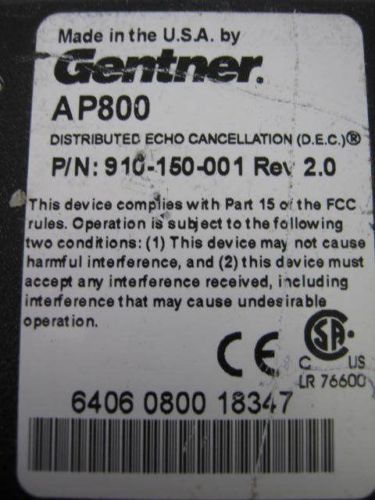 Made in the U.S.A. by
Gentner.
AP800
DISTRIBUTED ECHO CANCELLATION (D.E.C.)®
P/N: 910-150-001 Rev 2.0
This device complies with Part 15 of the FCC
rules. Operation is subject to the following
two conditions: (1) This device may not cause
harmful interference, and (2) this device must
accept any interference received, including
interference that may cause undesirable
operation.
CE
SA
C US
LR 76600
6406 0800 18347